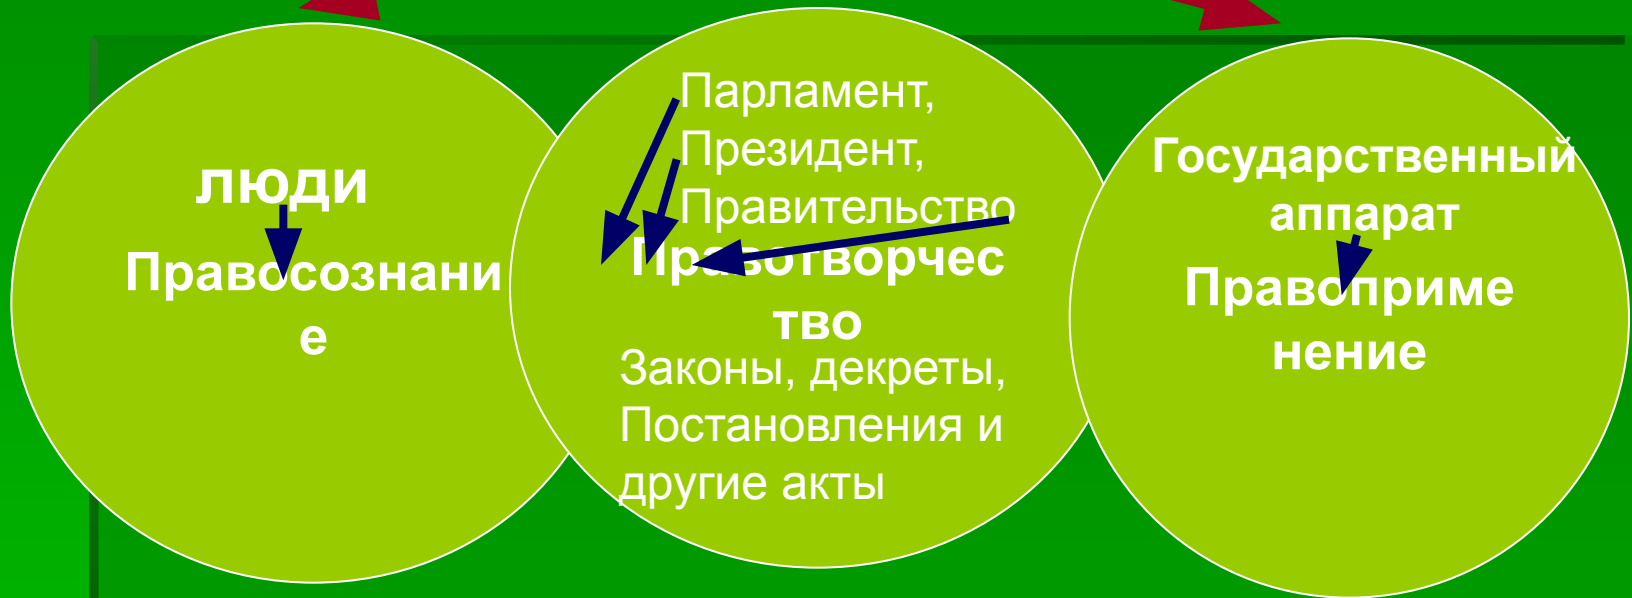 люди
Правосознани
е
Парламент,
Президент,
Правительство
Правотворчес
тво
Законы, декреты,
Постановления и
другие акты
Государственный
аппарат
Правоприме
нение